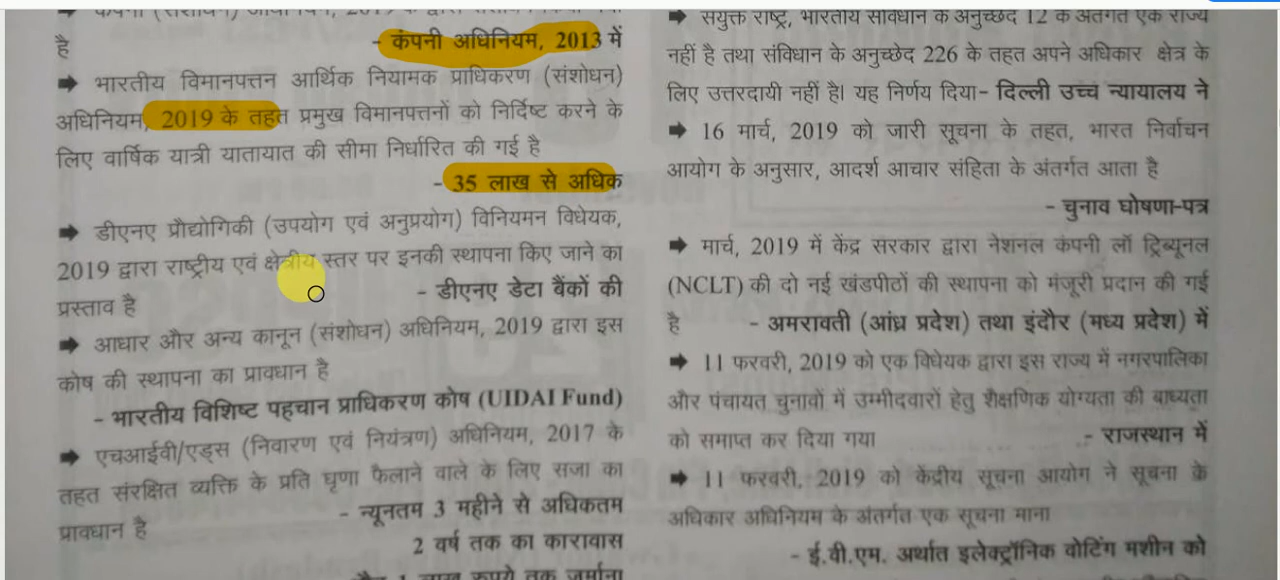 है
- कंपनी अधिनियम, 2013 में
➡ भारतीय विमानपत्तन आर्थिक नियामक प्राधिकरण (संशोधन)
अधिनियम, 2019 के तहत प्रमुख विमानपत्तनों को निर्दिष्ट करने के
लिए वार्षिक यात्री यातायात की सीमा निर्धारित की गई है
- 35 लाख से अधिक
➡ डीएनए प्रौद्योगिकी (उपयोग एवं अनुप्रयोग) विनियमन विधेयक,
2019 द्वारा राष्ट्रीय एवं क्षेत्रीय स्तर पर इनकी स्थापना किए जाने का
प्रस्ताव है - डीएनए डेटा बैंकों की
➡ आधार और अन्य कानून (संशोधन) अधिनियम, 2019 द्वारा इस
कोष की स्थापना का प्रावधान है
- भारतीय विशिष्ट पहचान प्राधिकरण कोष (UIDAI Fund)
➡ एचआईवी/एड्स (निवारण एवं नियंत्रण) अधिनियम, 2017 के
तहत संरक्षित व्यक्ति के प्रति घृणा फैलाने वाले के लिए सजा का
प्रावधान है - न्यूनतम 3 महीने से अधिकतम
2 वर्ष तक का कारावास
➡ संयुक्त राष्ट्र, भारतीय संविधान के अनुच्छेद 12 के अंतर्गत एक राज्य
नहीं है तथा संविधान के अनुच्छेद 226 के तहत अपने अधिकार क्षेत्र के
लिए उत्तरदायी नहीं है। यह निर्णय दिया- दिल्ली उच्च न्यायालय ने
➡ 16 मार्च, 2019 को जारी सूचना के तहत, भारत निर्वाचन
आयोग के अनुसार, आदर्श आचार संहिता के अंतर्गत आता है
- चुनाव घोषणा-पत्र
➡ मार्च, 2019 में केंद्र सरकार द्वारा नेशनल कंपनी लॉ ट्रिब्यूनल
(NCLT) की दो नई खंडपीठों की स्थापना को मंजूरी प्रदान की गई
है - अमरावती (आंध्र प्रदेश) तथा इंदौर (मध्य प्रदेश) में
➡ 11 फरवरी, 2019 को एक विधेयक द्वारा इस राज्य में नगरपालिका
और पंचायत चुनावों में उम्मीदवारों हेतु शैक्षणिक योग्यता की बाध्यता
को समाप्त कर दिया गया - राजस्थान में
➡ 11 फरवरी, 2019 को केंद्रीय सूचना आयोग ने सूचना के
अधिकार अधिनियम के अंतर्गत एक सूचना माना
- ई.वी.एम. अर्थात इलेक्ट्रॉनिक वोटिंग मशीन को